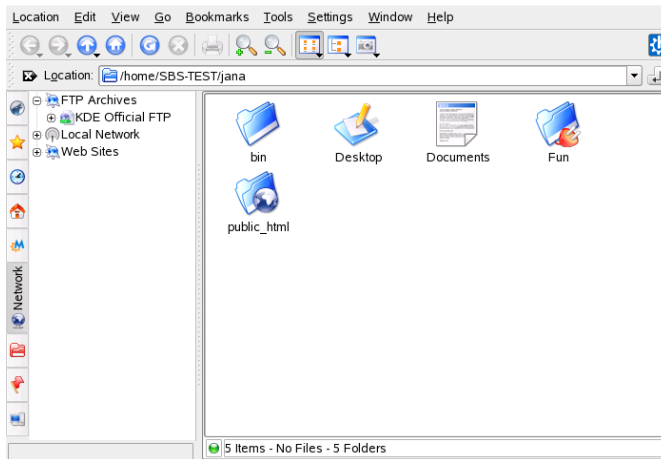 Location Edit View Go Bookmarks Tools Settings Window Help
Location: /home/SBS-TEST/jana
FTP Archives
KDE Official FTP
Local Network
Web Sites
Network
bin Desktop Documents Fun
public_html
5 Items - No Files - 5 Folders